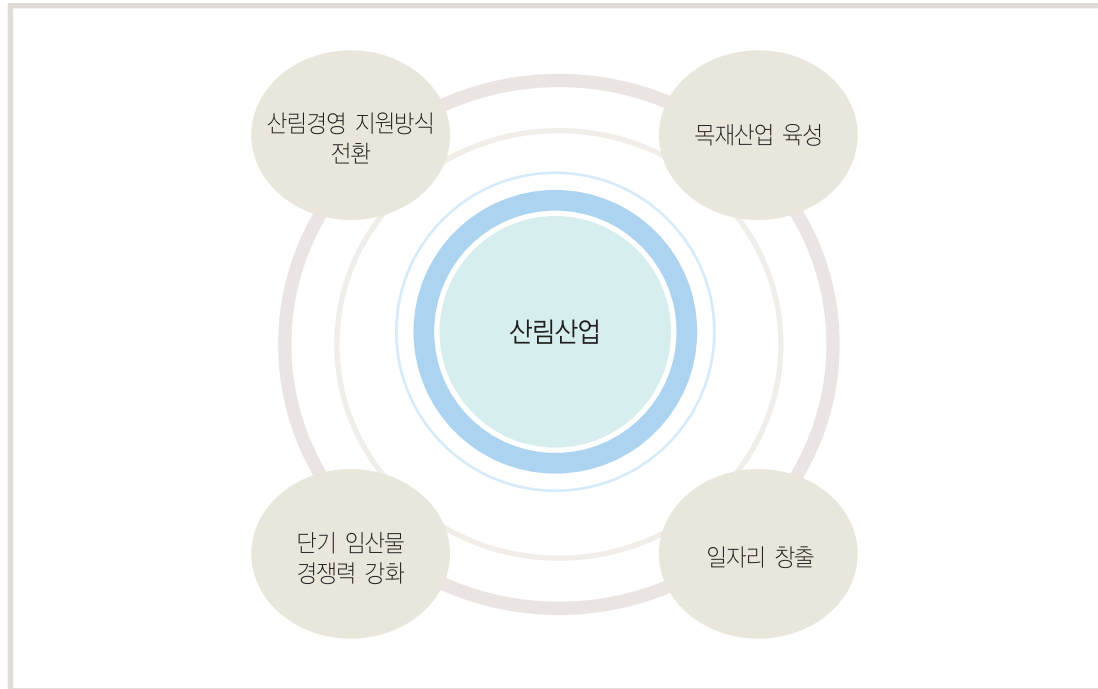 산림경영 지원방식
전환
목재산업 육성
산림산업
단기 임산물
경쟁력 강화
일자리 창출